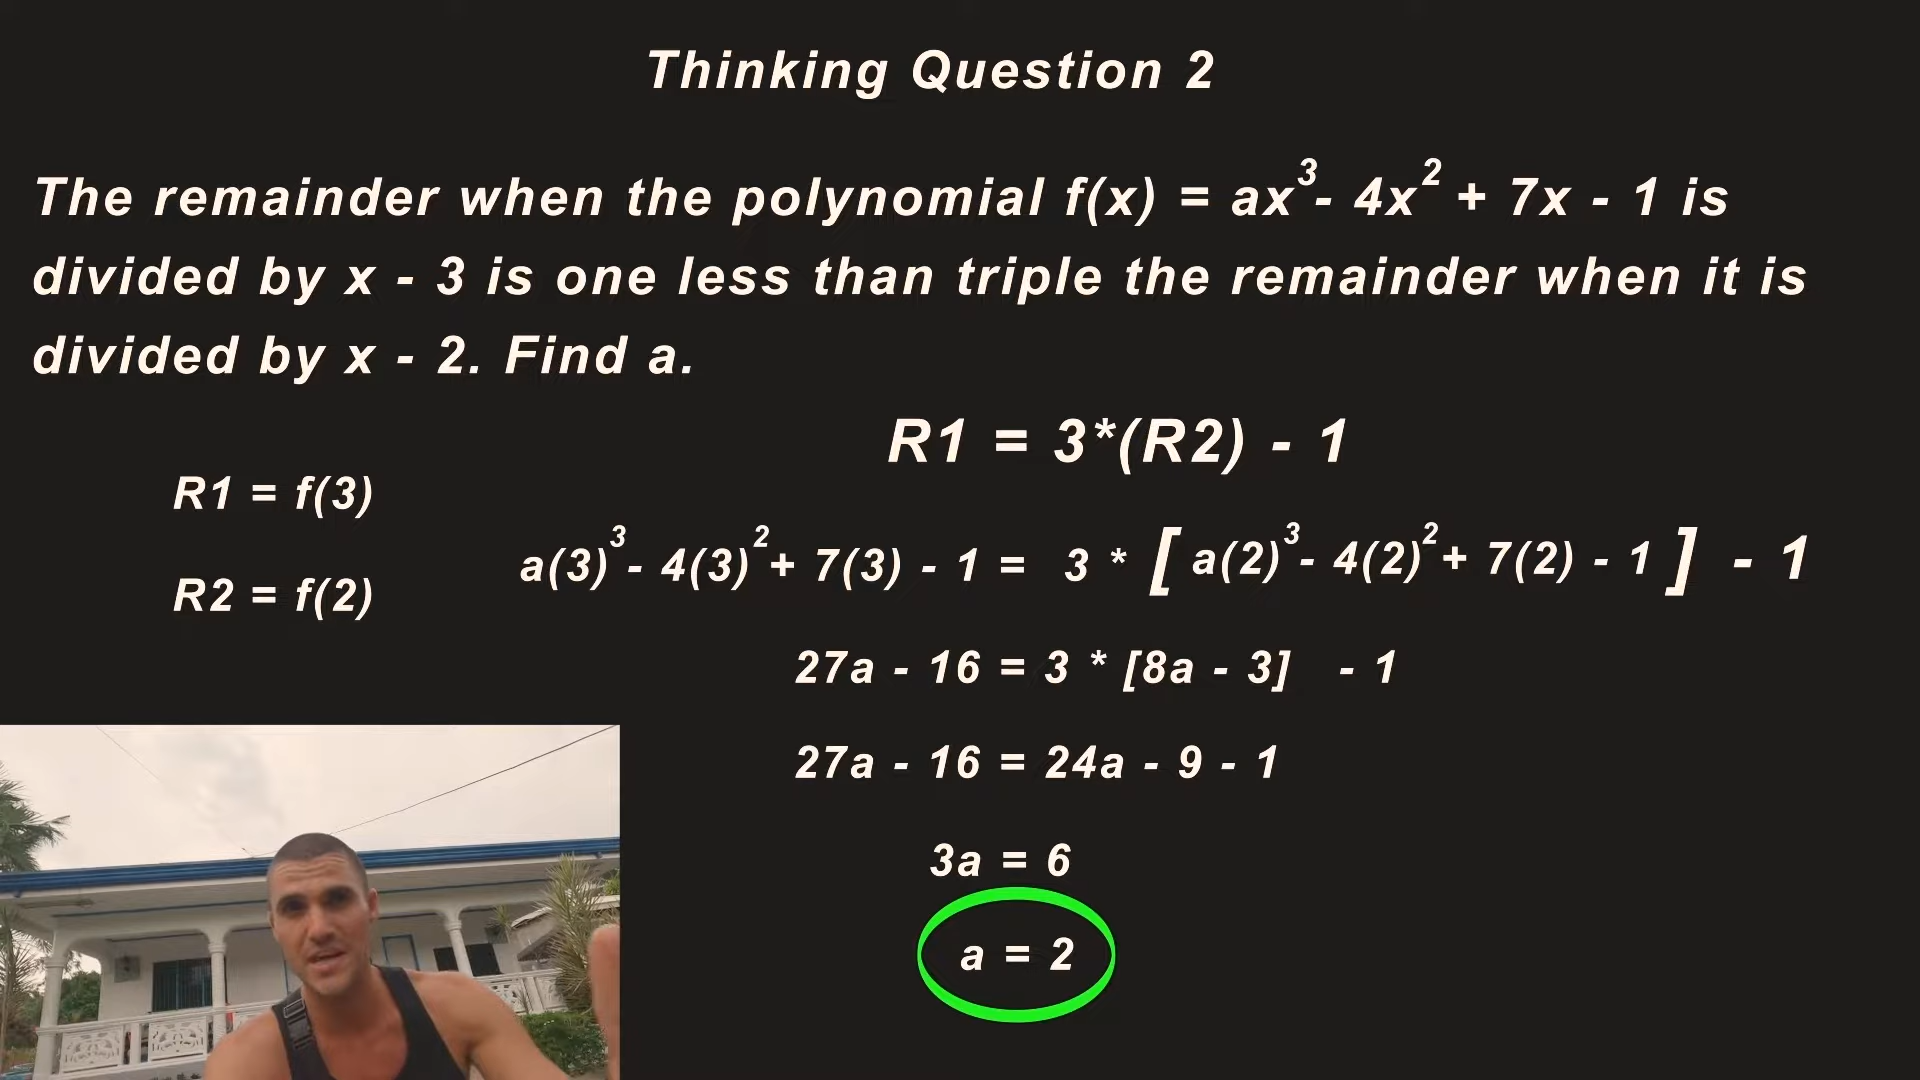 Thinking Question 2
The remainder when the polynomial f(x) = ax³- 4x² + 7x - 1 is
divided by x - 3 is one less than triple the remainder when it is
divided by x - 2. Find a.
R1 = 3*(R2) - 1
R1 = f(3)
a(3)³- 4(3)²+ 7(3) - 1 = 3 * [ a(2)³- 4(2)²+ 7(2) - 1 ] - 1
R2 = f(2)
27a - 16 = 3 * [8a - 3] - 1
27a - 16 = 24a - 9 - 1
3a = 6
a = 2